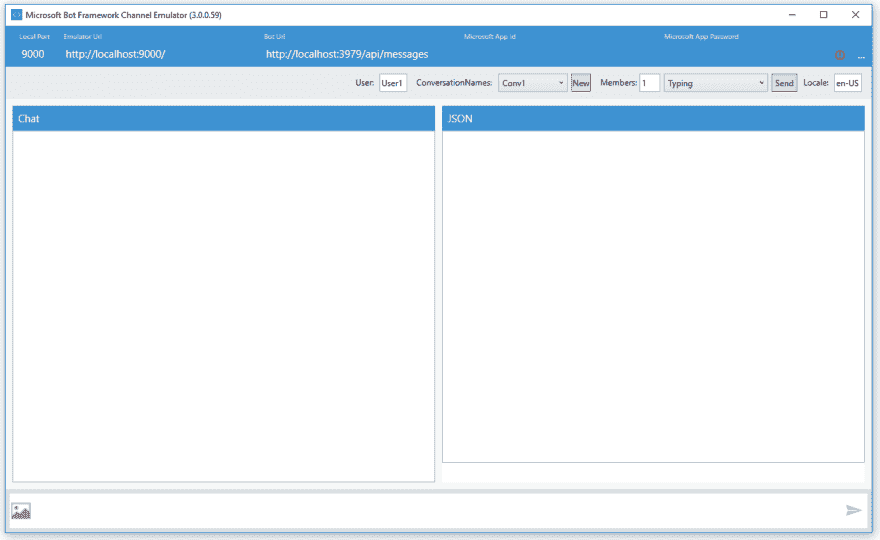 Microsoft Bot Framework Channel Emulator (3.0.0.59)
Local Port Emulator Url Bot Url Microsoft App Id Microsoft App Password
9000 http://localhost:9000/ http://localhost:3979/api/messages ...
User: User1 ConversationNames: Conv1 New Members: 1 Typing Send Locale: en-US
Chat JSON